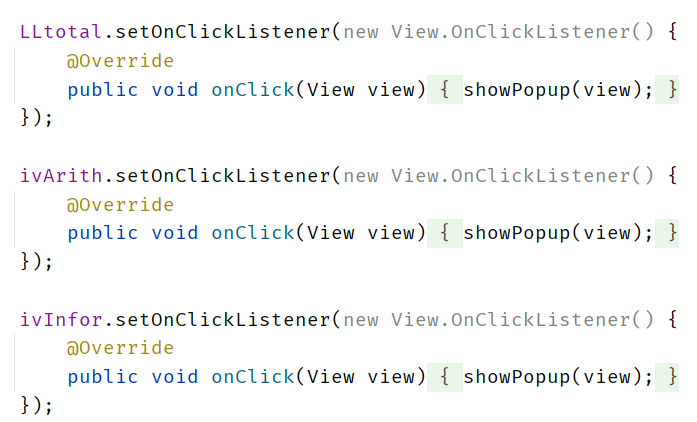 LLtotal.setOnClickListener(new View.OnClickListener() {
    @Override
    public void onClick(View view) { showPopup(view); }
});

ivArith.setOnClickListener(new View.OnClickListener() {
    @Override
    public void onClick(View view) { showPopup(view); }
});

ivInfor.setOnClickListener(new View.OnClickListener() {
    @Override
    public void onClick(View view) { showPopup(view); }
});